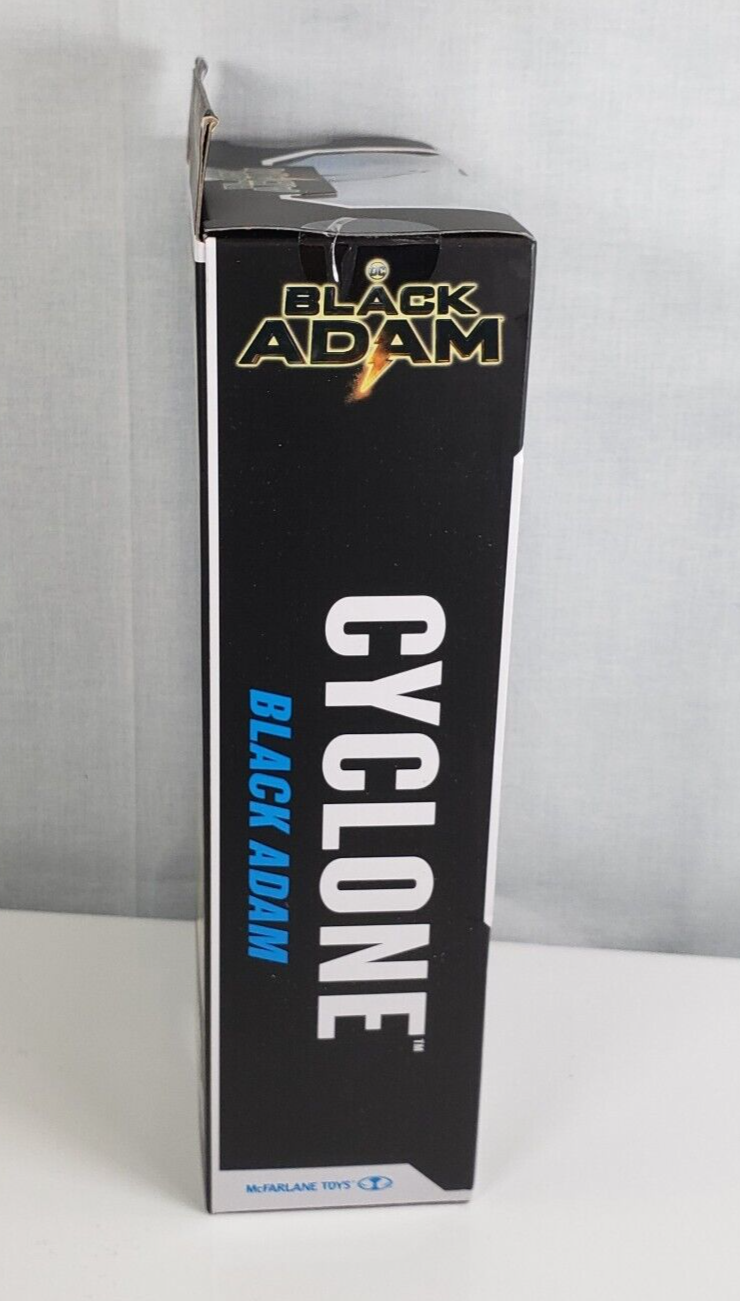 DC
BLACK
ADAM
CYCLONE™
BLACK ADAM
McFARLANE TOYS